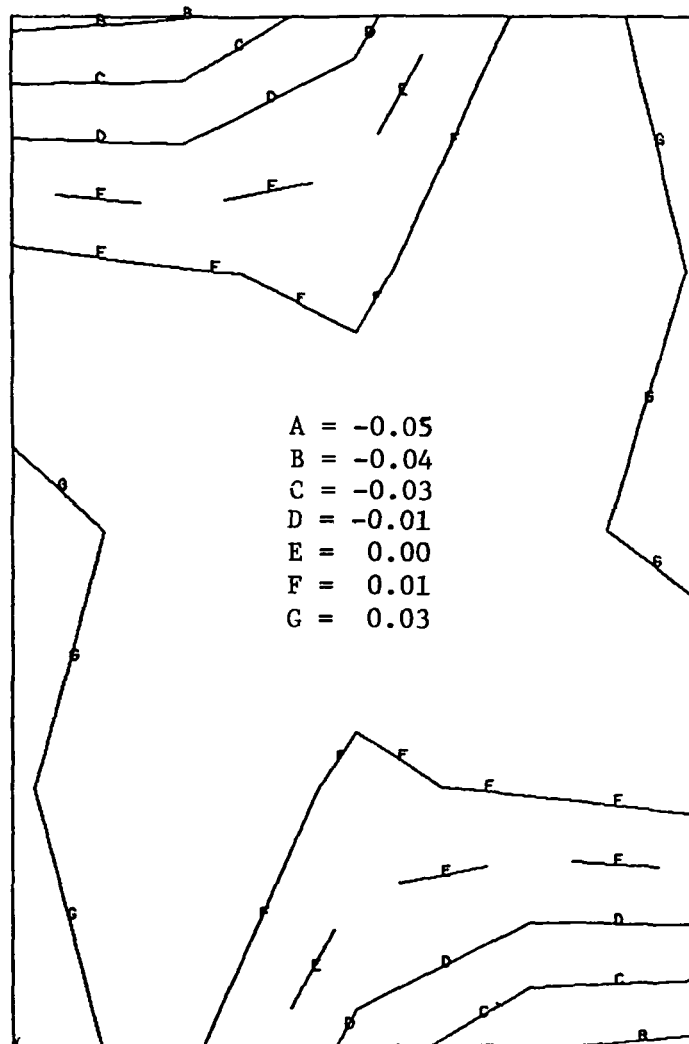 B B
C D
C E
D D
F G
E E
F F F F
G
A = -0.05
B = -0.04
C = -0.03
D = -0.01
E = 0.00
F = 0.01
G = 0.03
G
G
G
F F
F F
E E
G F D
E D
C
D C B